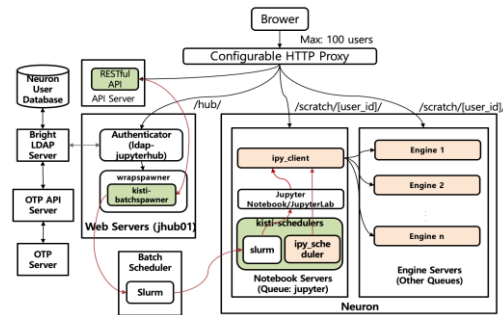 Brower
Max: 100 users
Configurable HTTP Proxy
Neuron
User
Database
RESTful
API
API Server
/hub/
/scratch/[user_id]/
/scratch/[user_id]/
Bright
LDAP
Server
Authenticator
(ldap-
jupyterhub)
wrapspawner
kisti-
batchspawner
Web Servers (jhub01)
OTP API
Server
OTP
Server
Batch
Scheduler
Slurm
ipy_client
Jupyter
Notebook/JupyterLab
kisti-schedulers
slurm
ipy_sche
duler
Notebook Servers
(Queue: jupyter)
Engine 1
Engine 2
Engine n
Engine Servers
(Other Queues)
Neuron